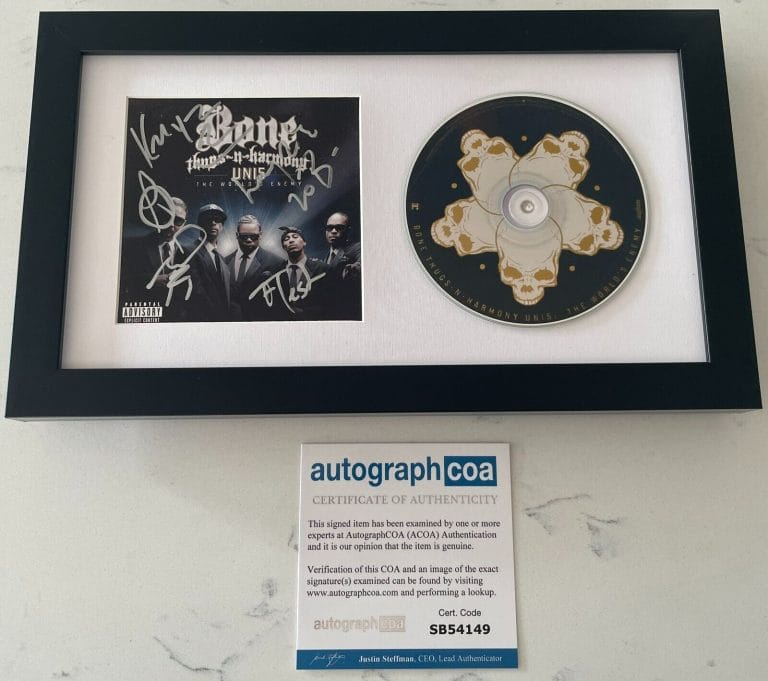 Bone
thugs-n-harmony
THE WORLD'S ENEMY
PARENTAL
ADVISORY
EXPLICIT CONTENT
BONE THUGS-N-HARMONY UNI5: THE WORLD'S ENEMY
autograph coa
CERTIFICATE OF AUTHENTICITY
This signed item has been examined by one or more
experts at AutographCOA (ACOA) Authentication
and it is our opinion that the item is genuine.
Verification of this COA and an image of the exact
signature(s) examined can be found by visiting
www.autographcoa.com and performing a lookup.
Cert. Code
autograph coa
SB54149
Justin Steffman, CEO, Lead Authenticator